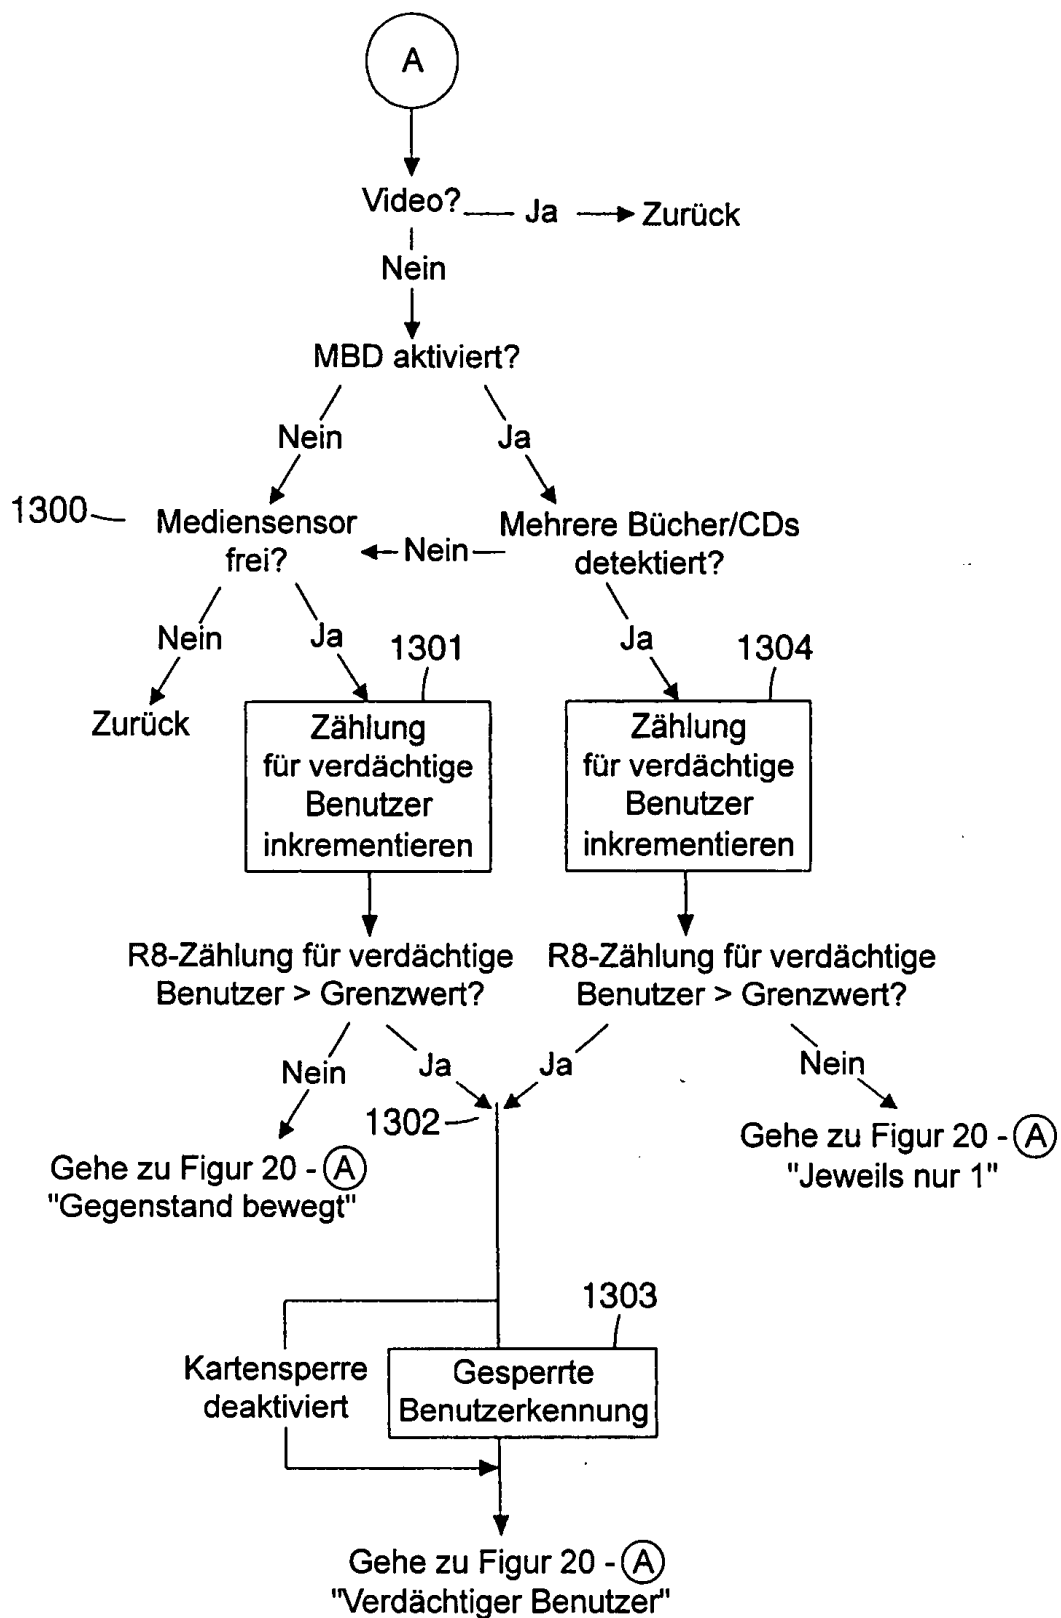 A
Video?
Ja
Zurück
Nein
MBD aktiviert?
Nein
Ja
1300
Mediensensor
frei?
Nein
Mehrere Bücher/CDs
detektiert?
Nein
Ja
Ja
1301
1304
Zurück
Zählung
für verdächtige
Benutzer
inkrementieren
Zählung
für verdächtige
Benutzer
inkrementieren
R8-Zählung für verdächtige
Benutzer > Grenzwert?
R8-Zählung für verdächtige
Benutzer > Grenzwert?
Nein
Ja
Ja
Nein
1302
Gehe zu Figur 20 - A
"Gegenstand bewegt"
Gehe zu Figur 20 - A
"Jeweils nur 1"
1303
Kartensperre
deaktiviert
Gesperrte
Benutzerkennung
Gehe zu Figur 20 - A
"Verdächtiger Benutzer"